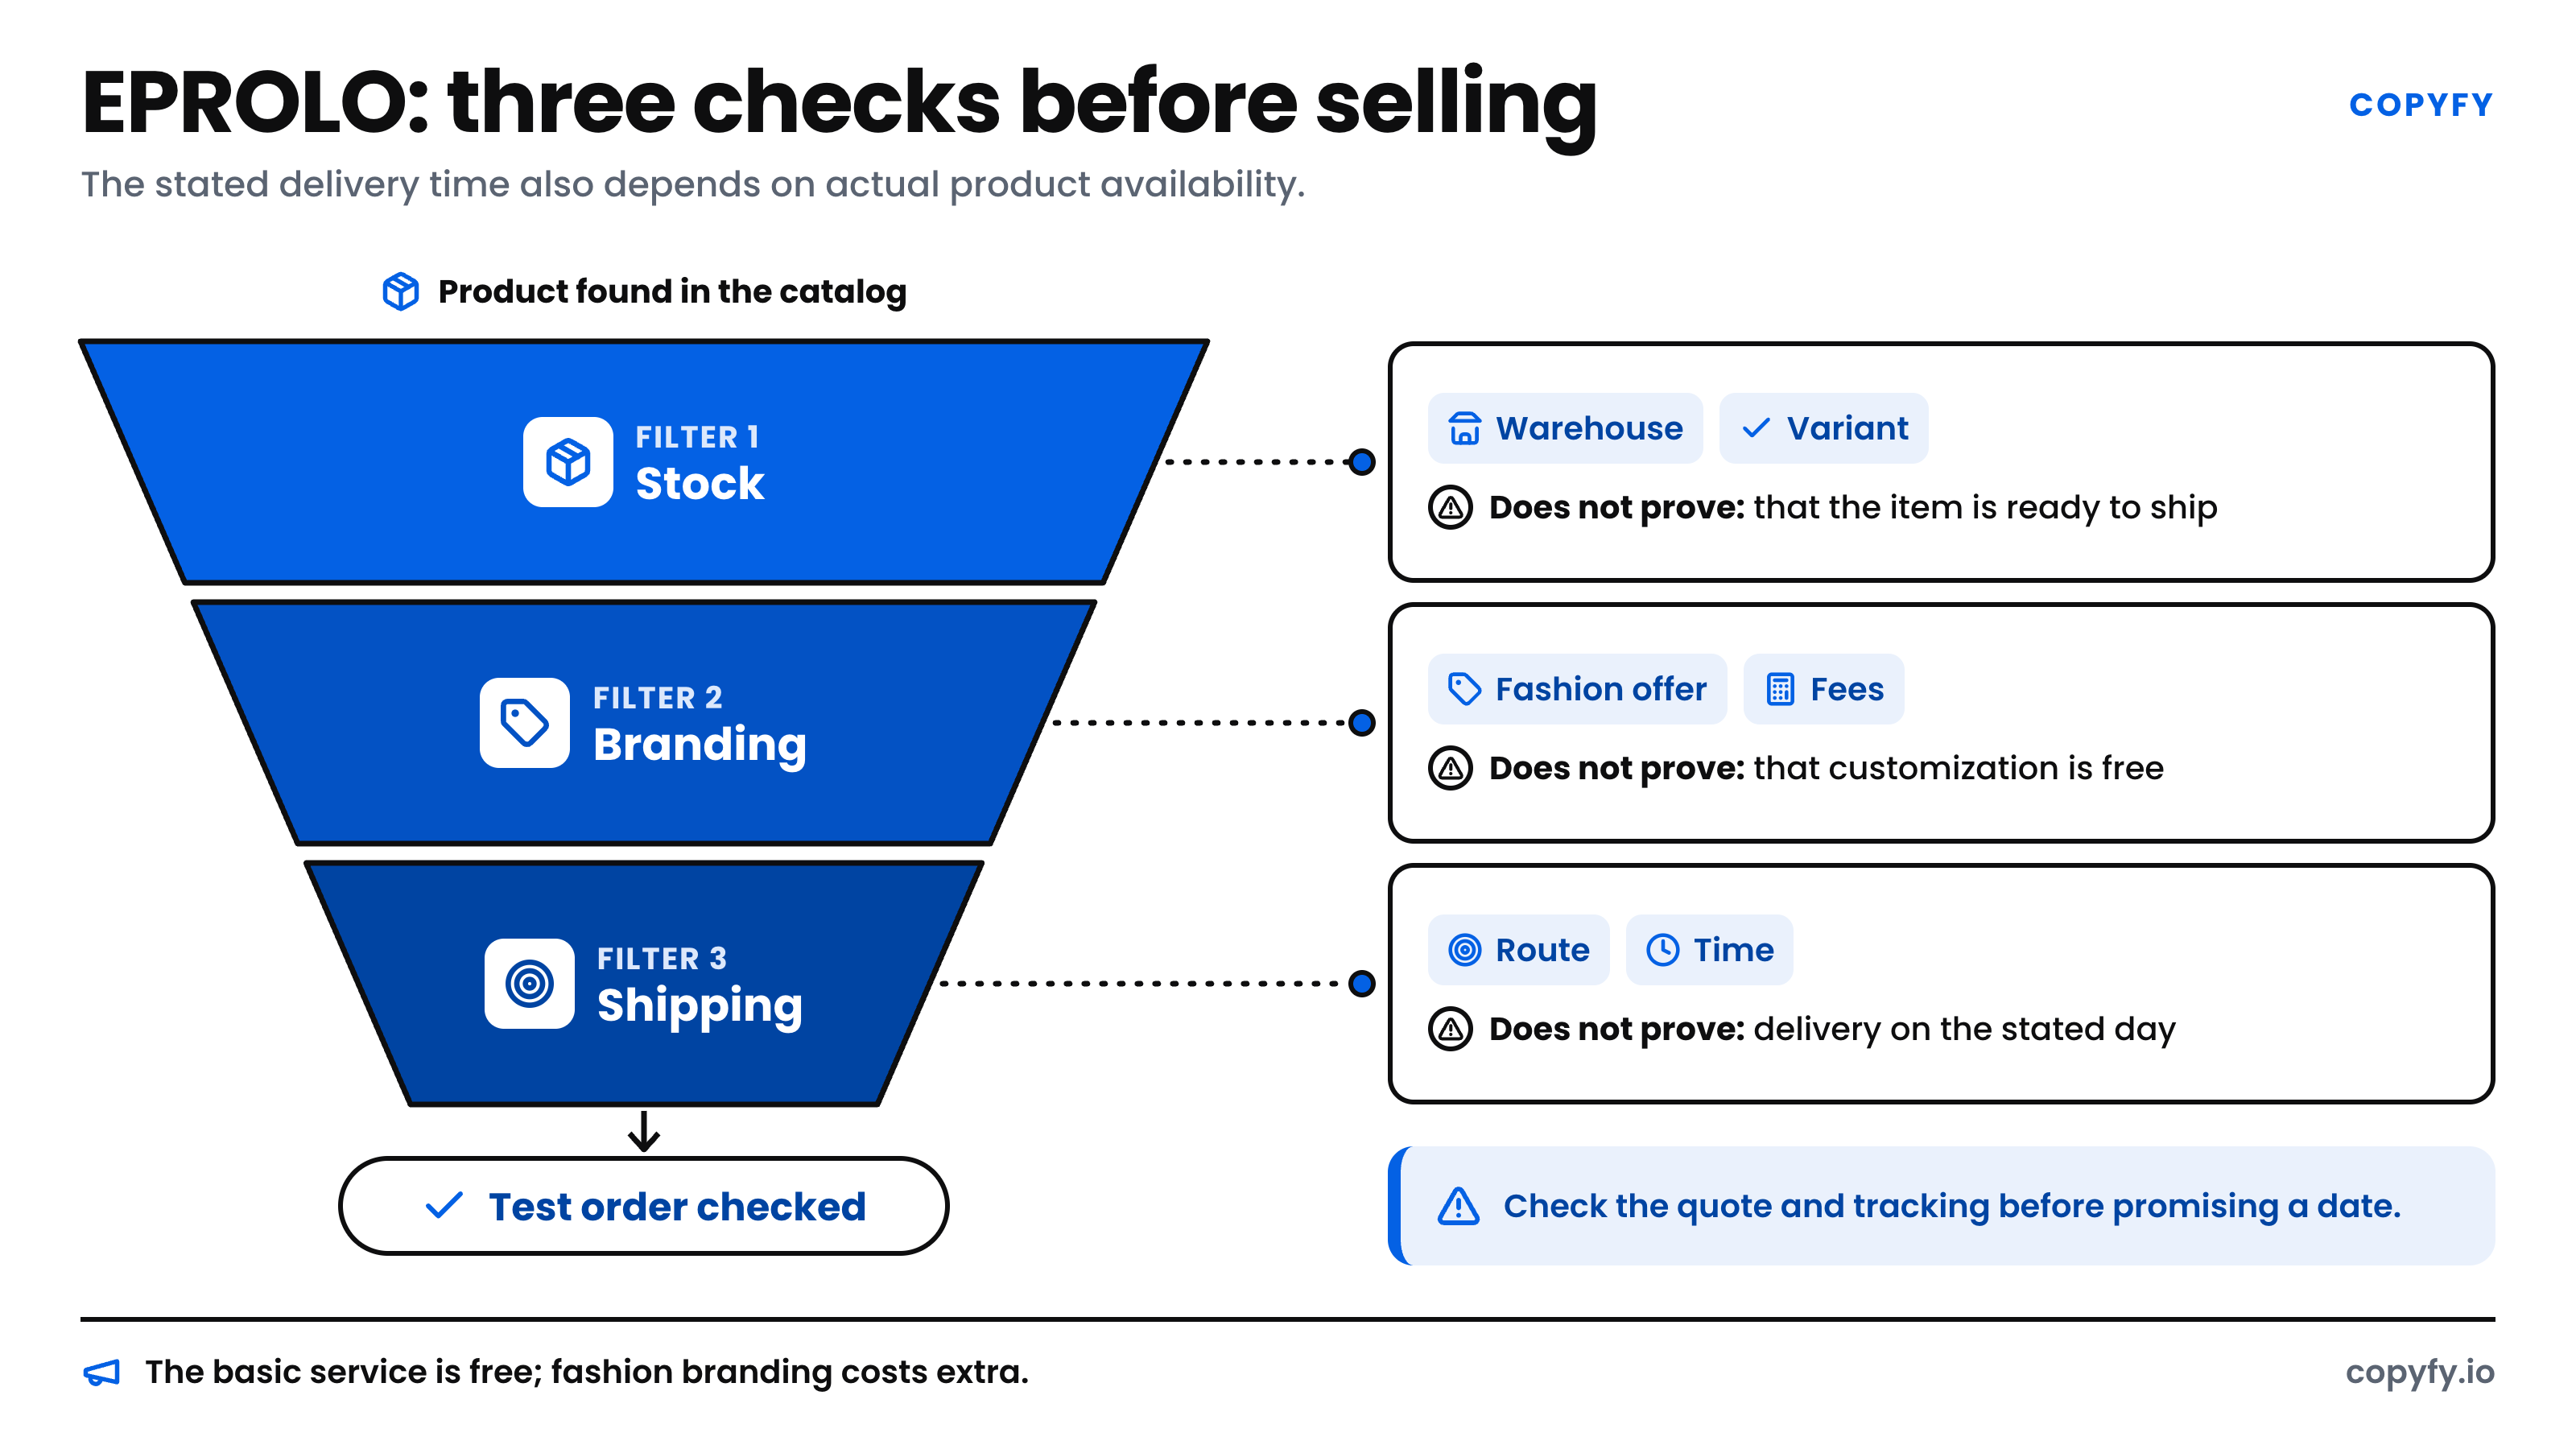 EPROLO: three checks before selling
COPYFY
The stated delivery time also depends on actual product availability.
Product found in the catalog
FILTER 1
Stock
Warehouse
Variant
Does not prove: that the item is ready to ship
FILTER 2
Branding
Fashion offer
Fees
Does not prove: that customization is free
FILTER 3
Shipping
Route
Time
Does not prove: delivery on the stated day
Test order checked
Check the quote and tracking before promising a date.
The basic service is free; fashion branding costs extra.
copyfy.io